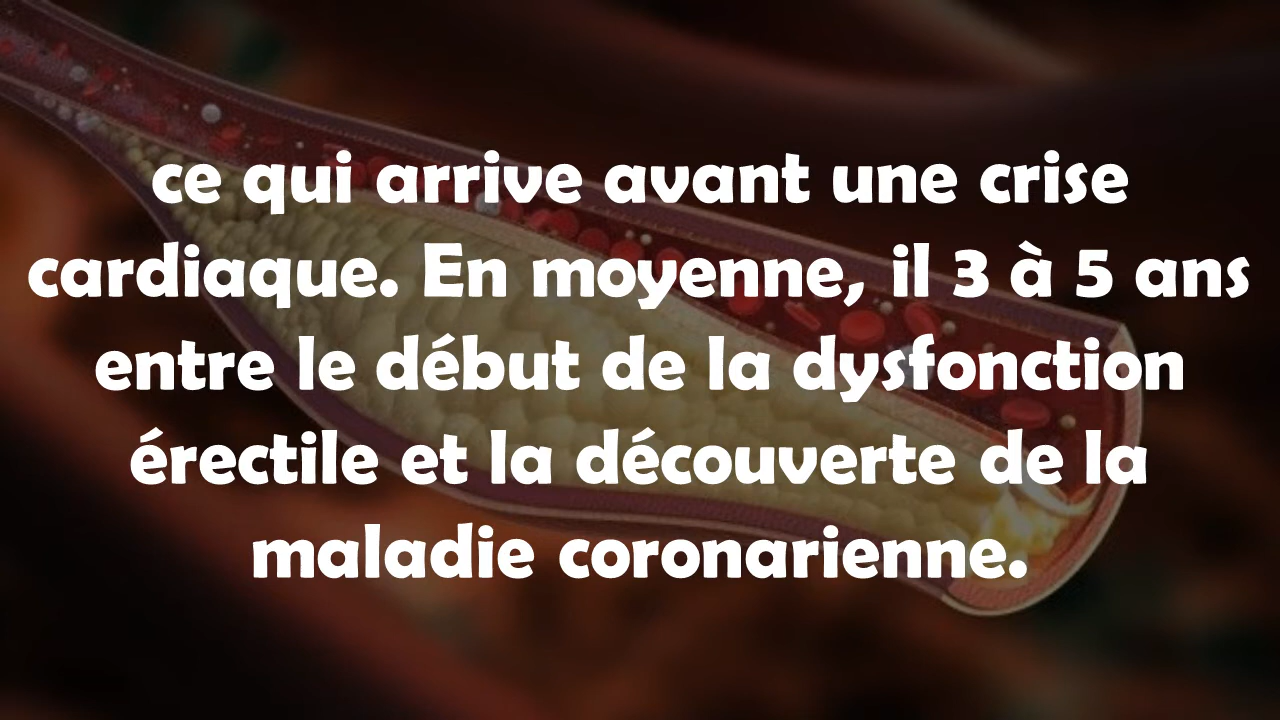 ce qui arrive avant une crise
cardiaque. En moyenne, il 3 à 5 ans
entre le début de la dysfonction
érectile et la découverte de la
maladie coronarienne.